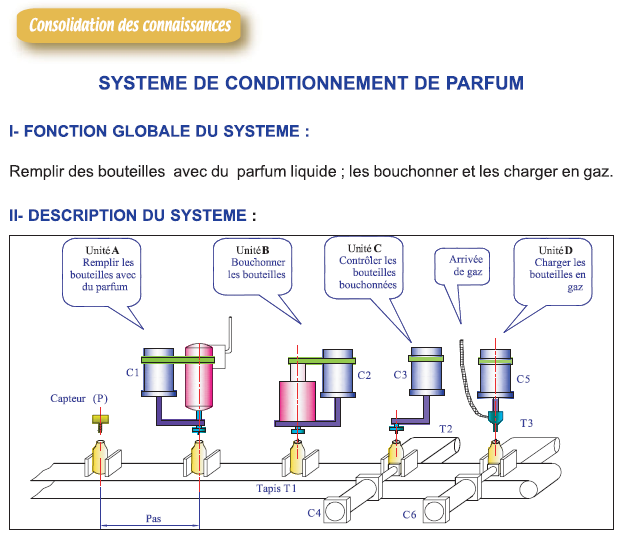 Consolidation des connaissances
SYSTEME DE CONDITIONNEMENT DE PARFUM
I- FONCTION GLOBALE DU SYSTEME :
Remplir des bouteilles avec du parfum liquide ; les bouchonner et les charger en gaz.
II- DESCRIPTION DU SYSTEME :
Unité A
Remplir les
bouteilles avec
du parfum
Unité B
Bouchonner
les bouteilles
Unité C
Contrôler les
bouteilles
bouchonnées
Arrivée
de gaz
Unité D
Charger les
bouteilles en
gaz
C1
C2
C3
C5
Capteur (P)
T2
T3
Tapis T1
C4
C6
Pas